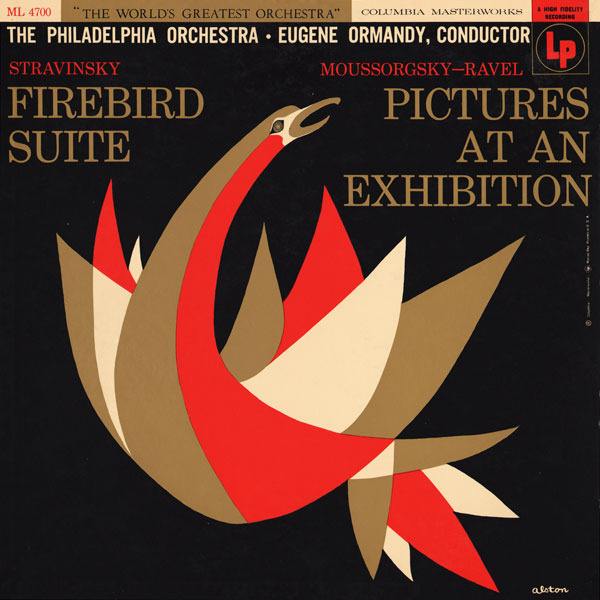 ML 4700 "THE WORLD'S GREATEST ORCHESTRA" COLUMBIA MASTERWORKS A HIGH FIDELITY
RECORDING
THE PHILADELPHIA ORCHESTRA • EUGENE ORMANDY, CONDUCTOR Lp
STRAVINSKY
FIREBIRD
SUITE
MOUSSORGSKY—RAVEL
PICTURES
AT AN
EXHIBITION
alston